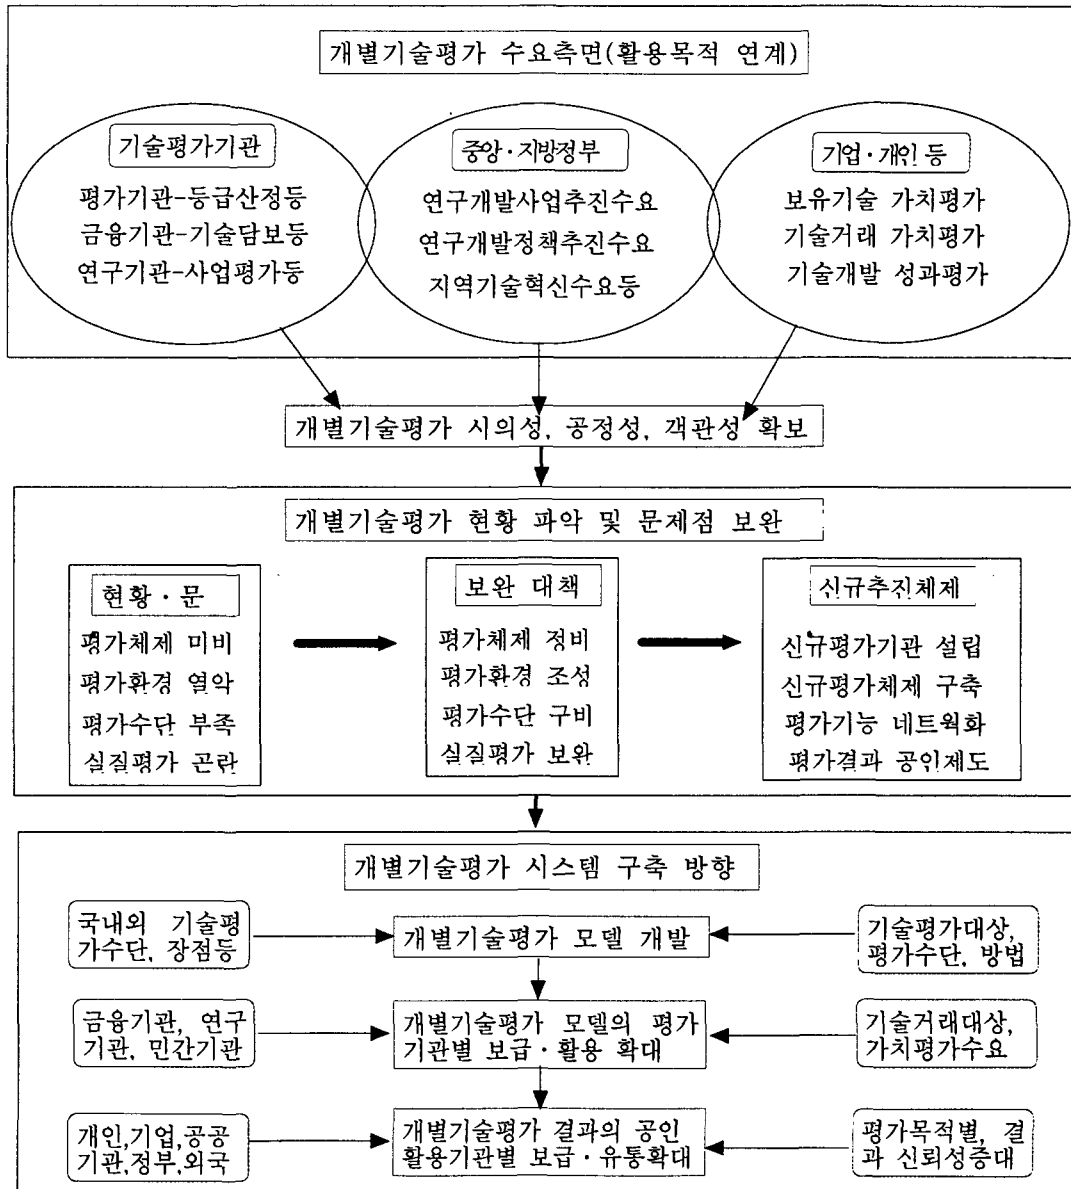 개별기술평가 수요측면(활용목적 연계)
기술평가기관
평가기관-등급산정등
금융기관-기술담보등
연구기관-사업평가등
중앙·지방정부
연구개발사업추진수요
연구개발정책추진수요
지역기술혁신수요등
기업·개인 등
보유기술 가치평가
기술거래 가치평가
기술개발 성과평가
개별기술평가 시의성, 공정성, 객관성 확보
개별기술평가 현황 파악 및 문제점 보완
현황·문
평가체제 미비
평가환경 열악
평가수단 부족
실질평가 곤란
보완 대책
평가체제 정비
평가환경 조성
평가수단 구비
실질평가 보완
신규추진체제
신규평가기관 설립
신규평가체제 구축
평가기능 네트웍화
평가결과 공인제도
개별기술평가 시스템 구축 방향
국내외 기술평
가수단, 장점등
개별기술평가 모델 개발
기술평가대상,
평가수단, 방법
금융기관, 연구
기관, 민간기관
개별기술평가 모델의 평가
기관별 보급·활용 확대
기술거래대상,
가치평가수요
개인,기업,공공
기관,정부,외국
개별기술평가 결과의 공인
활용기관별 보급·유통확대
평가목적별, 결
과 신뢰성증대